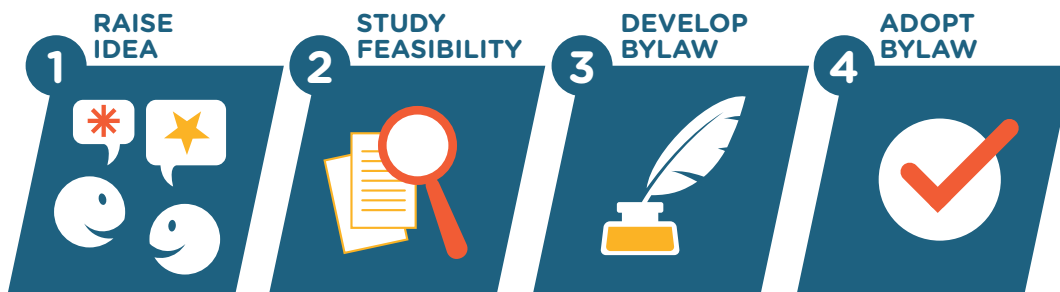 1
RAISE
IDEA
2
STUDY
FEASIBILITY
3
DEVELOP
BYLAW
4
ADOPT
BYLAW